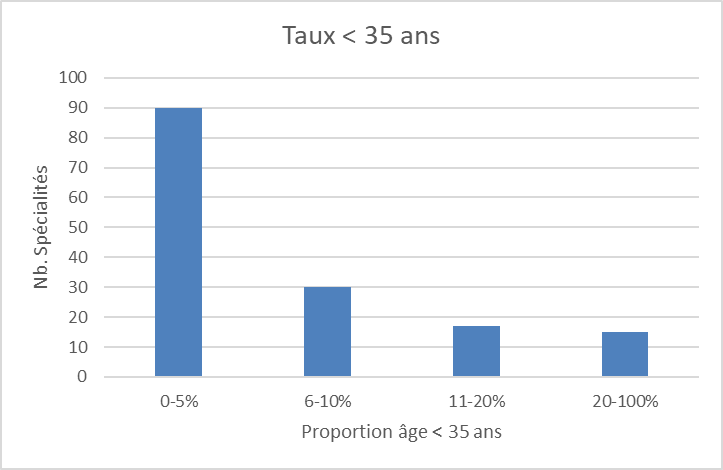 Taux < 35 ans
100
90
80
70
60
50
40
30
20
10
0
Nb. Spécialités
0-5% 6-10% 11-20% 20-100%
Proportion âge < 35 ans